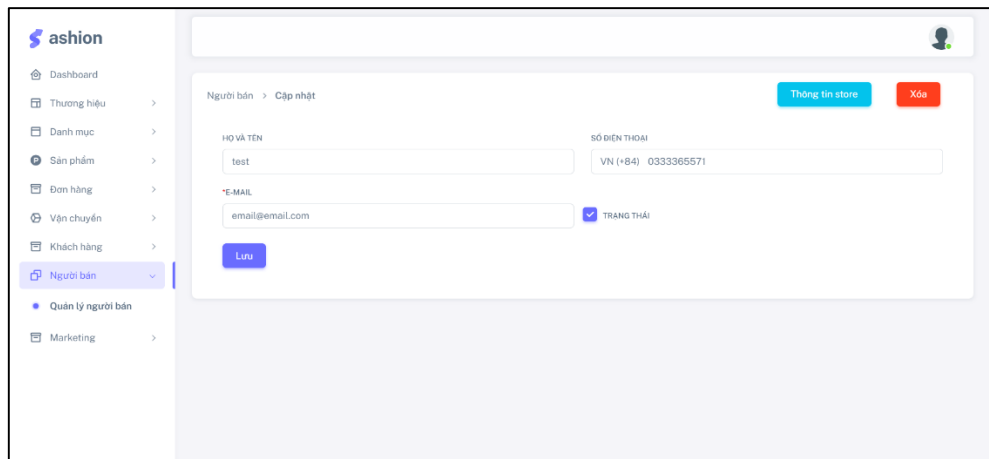 ashion
Dashboard
Thương hiệu
Danh mục
Sản phẩm
Đơn hàng
Vận chuyển
Khách hàng
Người bán
Quản lý người bán
Marketing
Người bán > Cập nhật
Thông tin store
Xóa
HỌ VÀ TÊN
test
SỐ ĐIỆN THOẠI
VN (+84) 0333365571
*E-MAIL
email@email.com
TRẠNG THÁI
Lưu